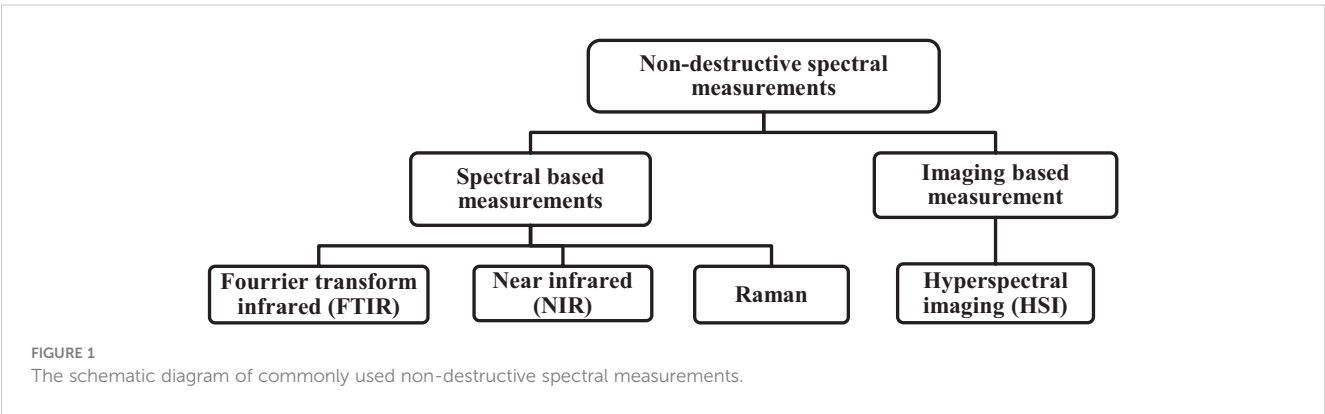 Non-destructive spectral
measurements
Spectral based
measurements
Imaging based
measurement
Fourrier transform
infrared (FTIR)
Near infrared
(NIR)
Raman
Hyperspectral
imaging (HSI)
FIGURE 1
The schematic diagram of commonly used non-destructive spectral measurements.